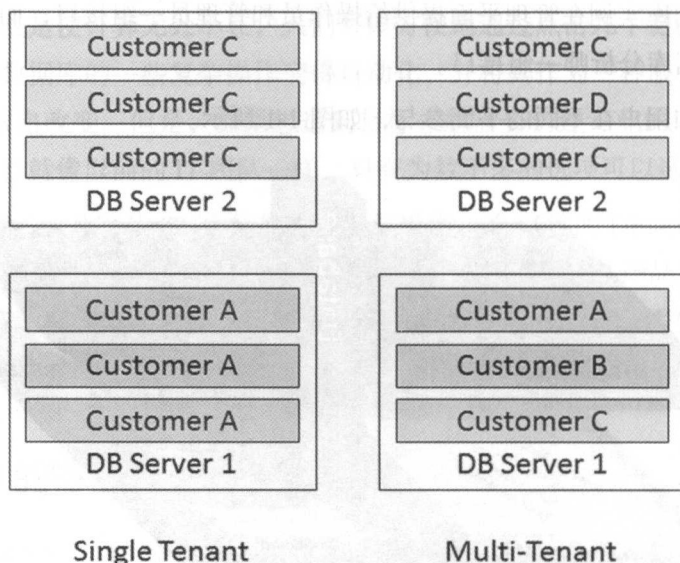 Customer C
Customer C
Customer C
DB Server 2
Customer A
Customer A
Customer A
DB Server 1
Single Tenant
Customer C
Customer D
Customer C
DB Server 2
Customer A
Customer B
Customer C
DB Server 1
Multi-Tenant